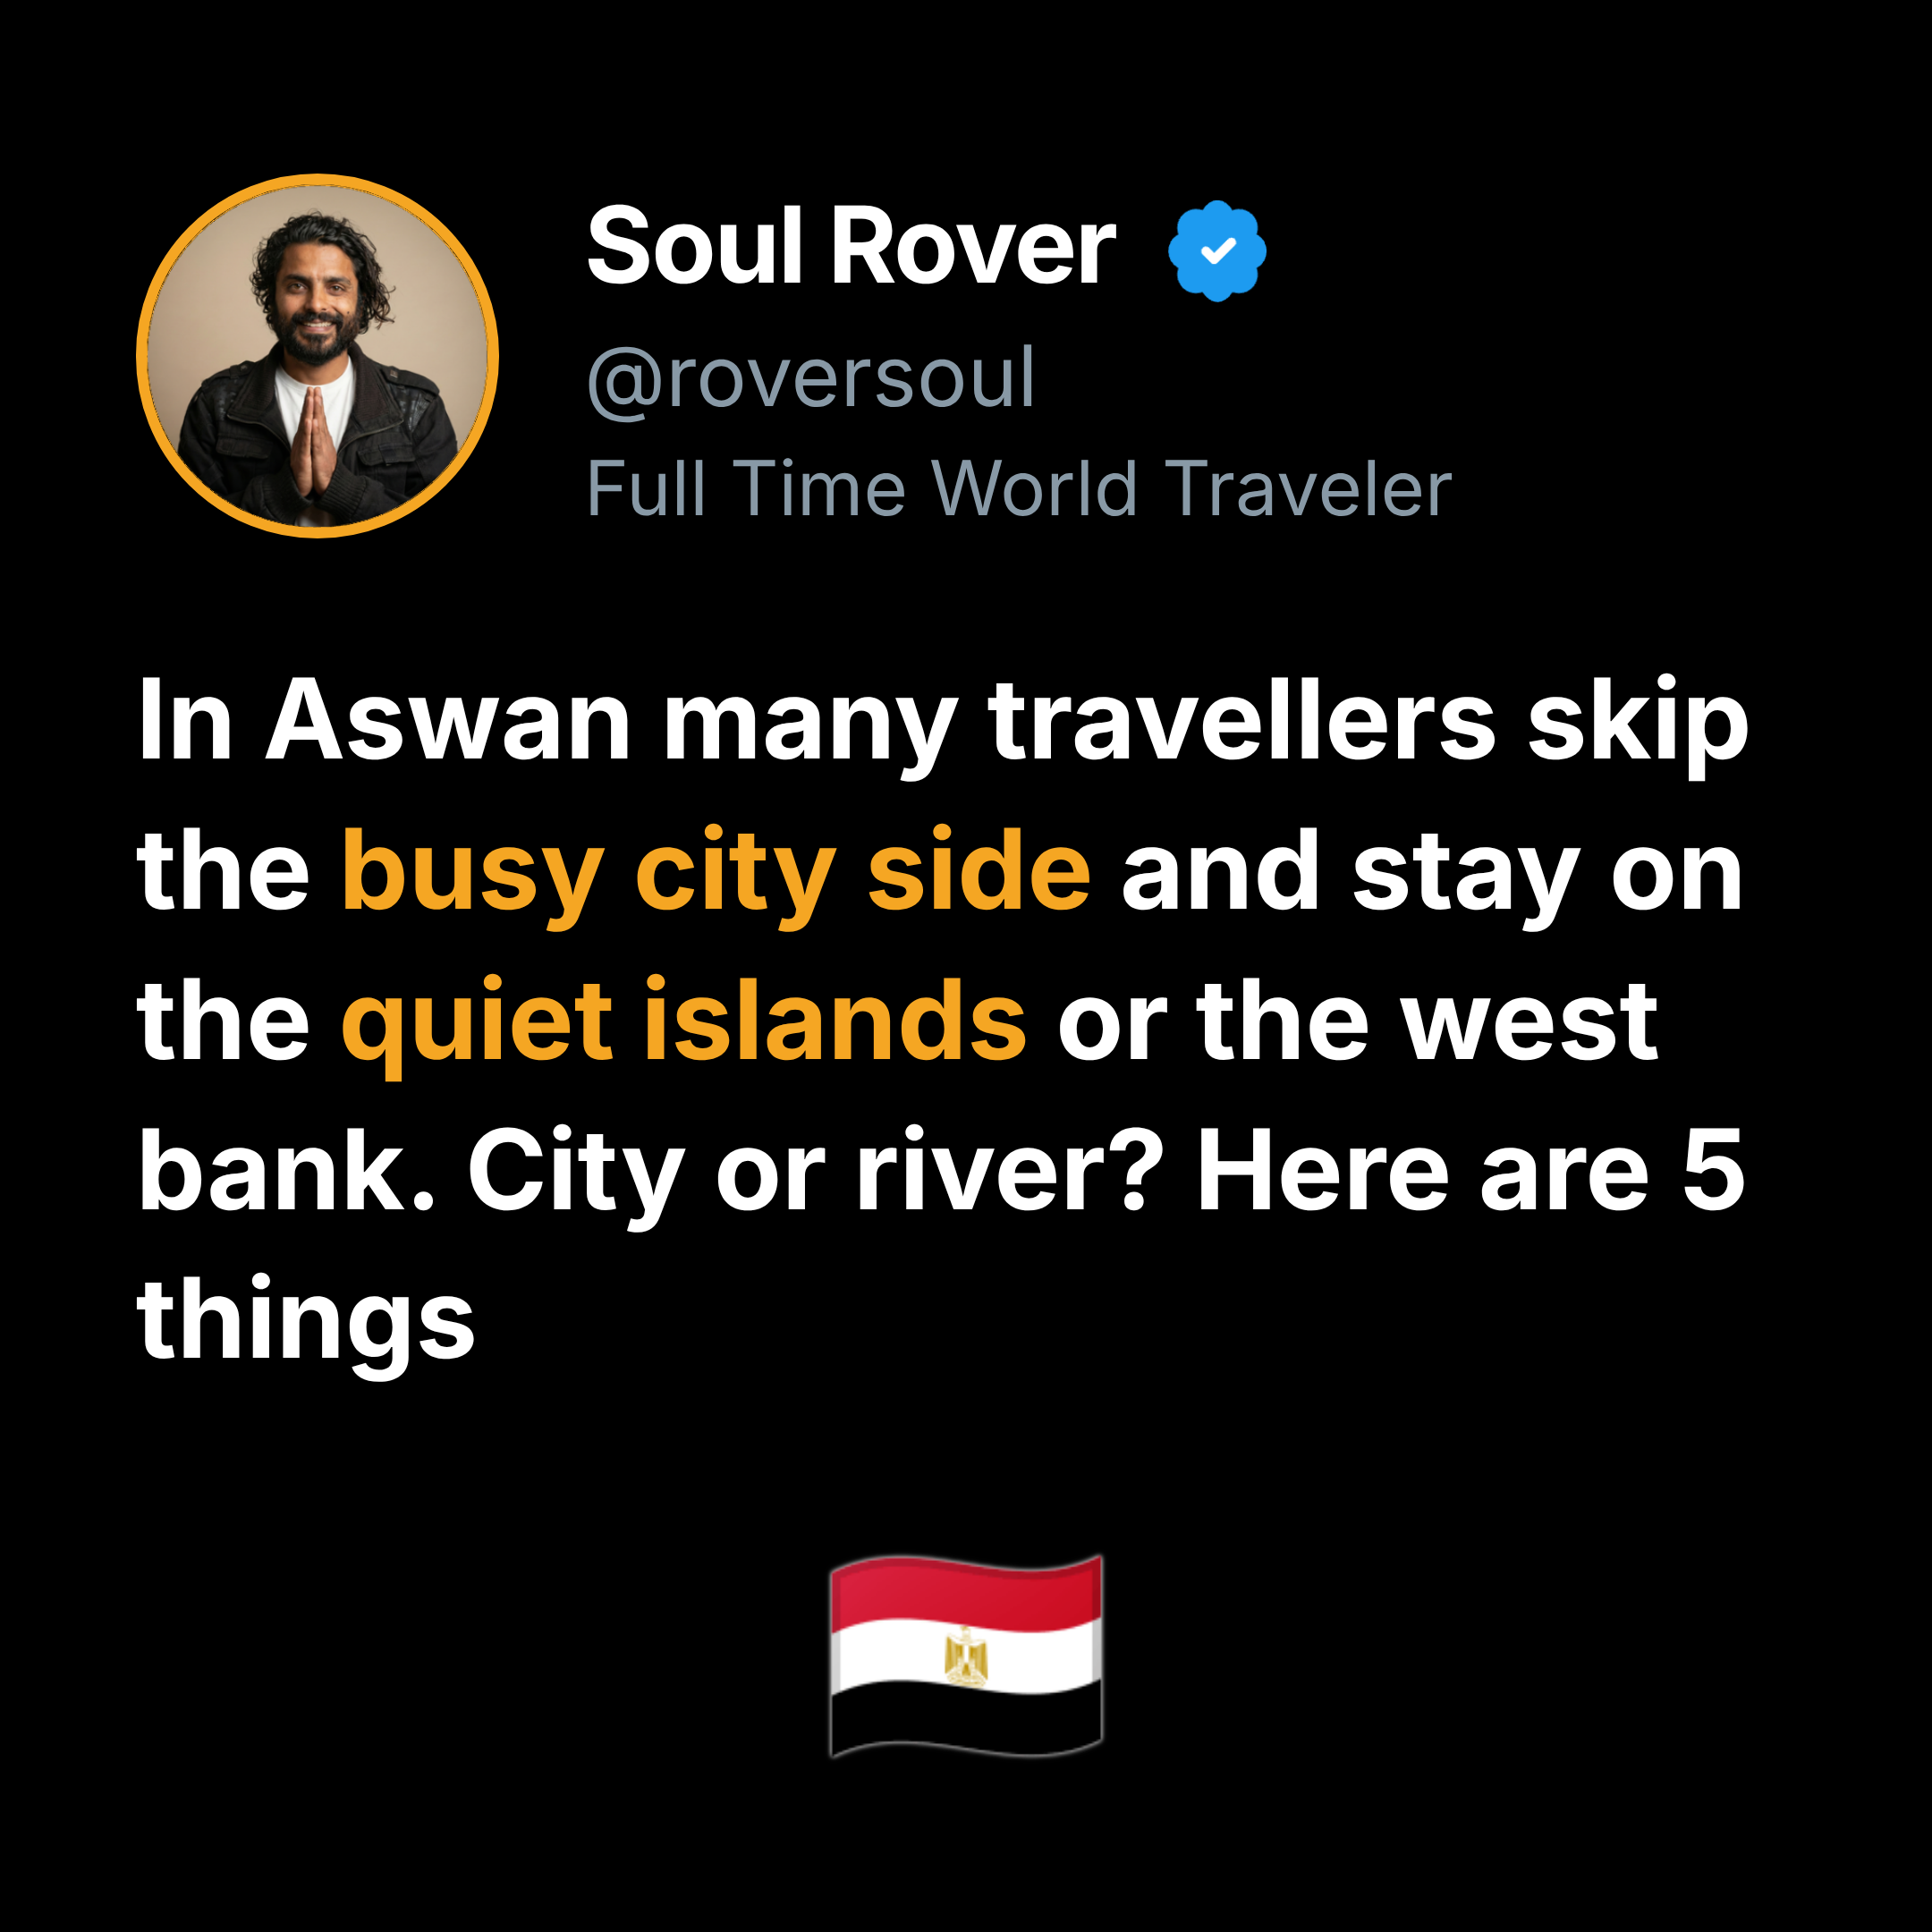 Soul Rover
@roversoul
Full Time World Traveler
In Aswan many travellers skip
the busy city side and stay on
the quiet islands or the west
bank. City or river? Here are 5
things